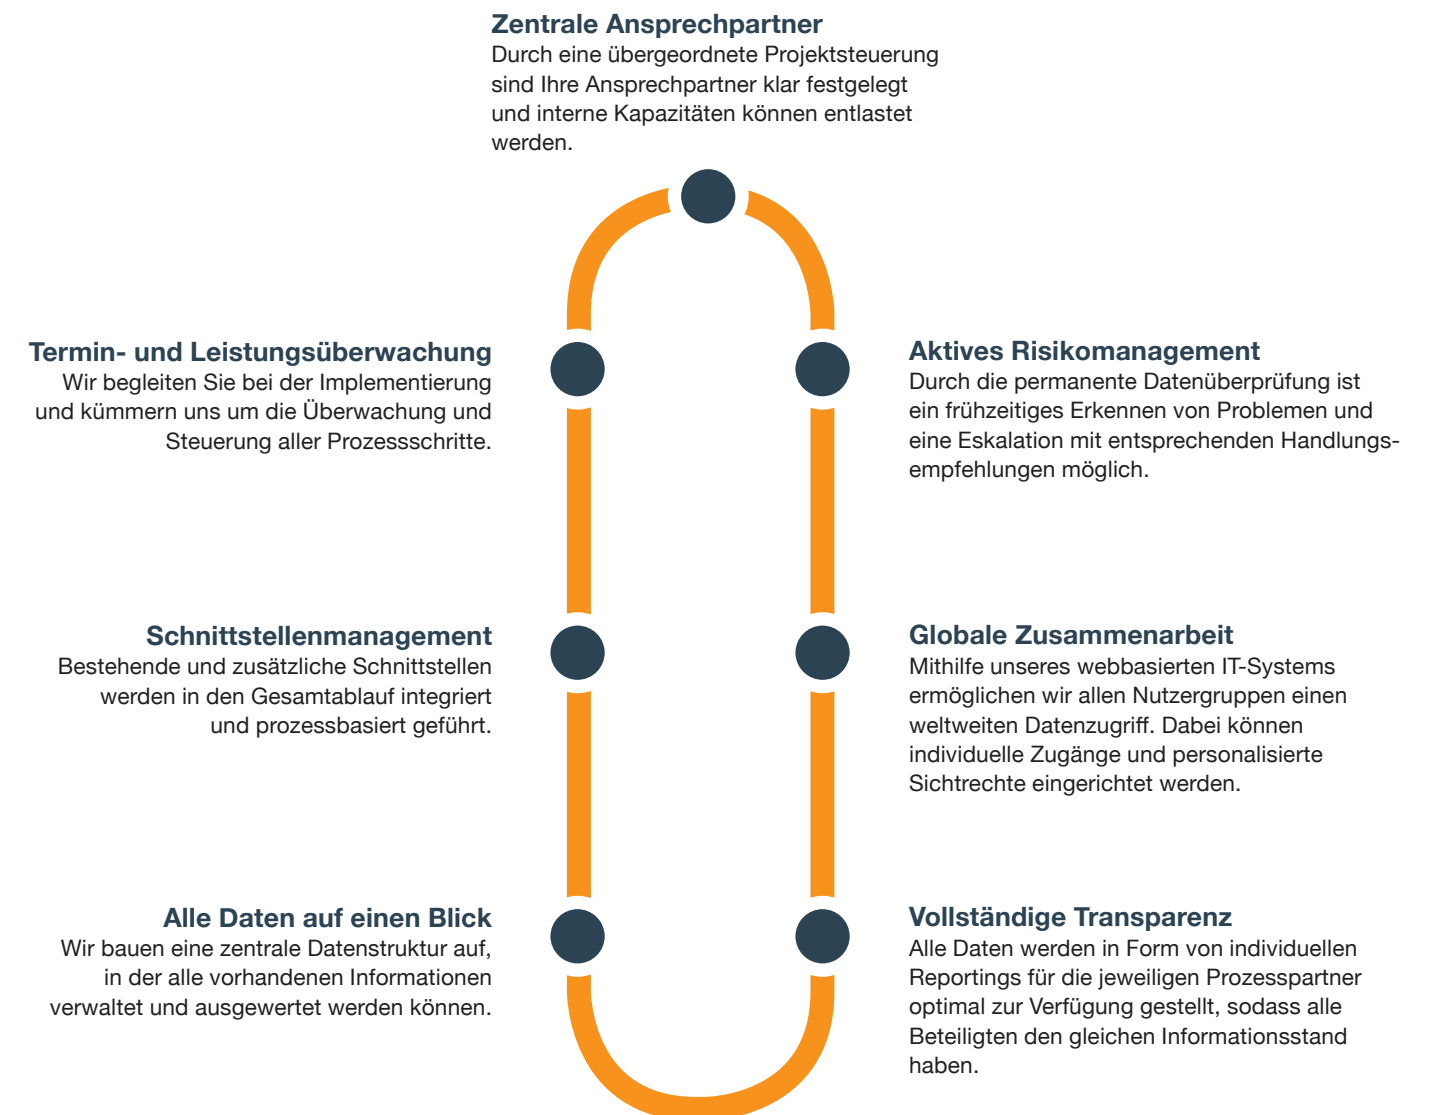 Zentrale Ansprechpartner
Durch eine übergeordnete Projektsteuerung
sind Ihre Ansprechpartner klar festgelegt
und interne Kapazitäten können entlastet
werden.
Termin- und Leistungsüberwachung
Wir begleiten Sie bei der Implementierung
und kümmern uns um die Überwachung und
Steuerung aller Prozessschritte.
Aktives Risikomanagement
Durch die permanente Datenüberprüfung ist
ein frühzeitiges Erkennen von Problemen und
eine Eskalation mit entsprechenden Handlungs-
empfehlungen möglich.
Schnittstellenmanagement
Bestehende und zusätzliche Schnittstellen
werden in den Gesamtablauf integriert
und prozessbasiert geführt.
Globale Zusammenarbeit
Mithilfe unseres webbasierten IT-Systems
ermöglichen wir allen Nutzergruppen einen
weltweiten Datenzugriff. Dabei können
individuelle Zugänge und personalisierte
Sichtrechte eingerichtet werden.
Alle Daten auf einen Blick
Wir bauen eine zentrale Datenstruktur auf,
in der alle vorhandenen Informationen
verwaltet und ausgewertet werden können.
Vollständige Transparenz
Alle Daten werden in Form von individuellen
Reportings für die jeweiligen Prozesspartner
optimal zur Verfügung gestellt, sodass alle
Beteiligten den gleichen Informationsstand
haben.